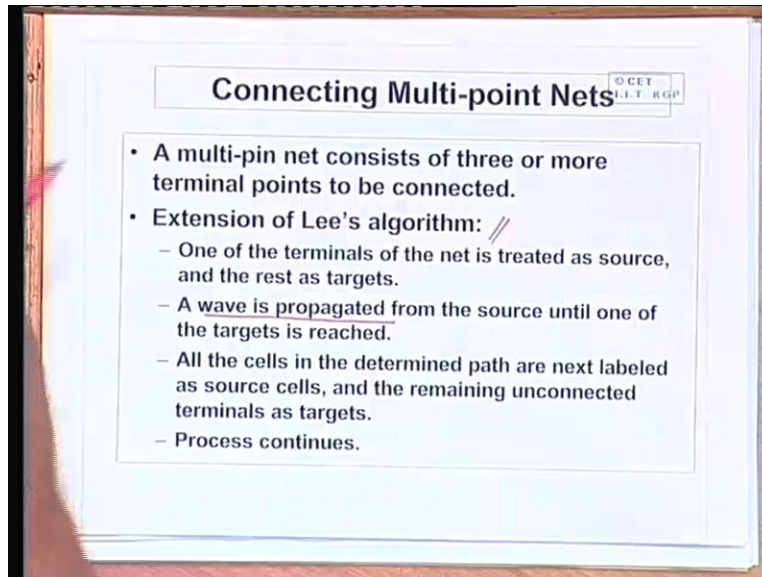 Connecting Multi-point Nets
© CET
I.I.T. KGP
• A multi-pin net consists of three or more
terminal points to be connected.
• Extension of Lee's algorithm:
– One of the terminals of the net is treated as source,
and the rest as targets.
– A wave is propagated from the source until one of
the targets is reached.
– All the cells in the determined path are next labeled
as source cells, and the remaining unconnected
terminals as targets.
– Process continues.